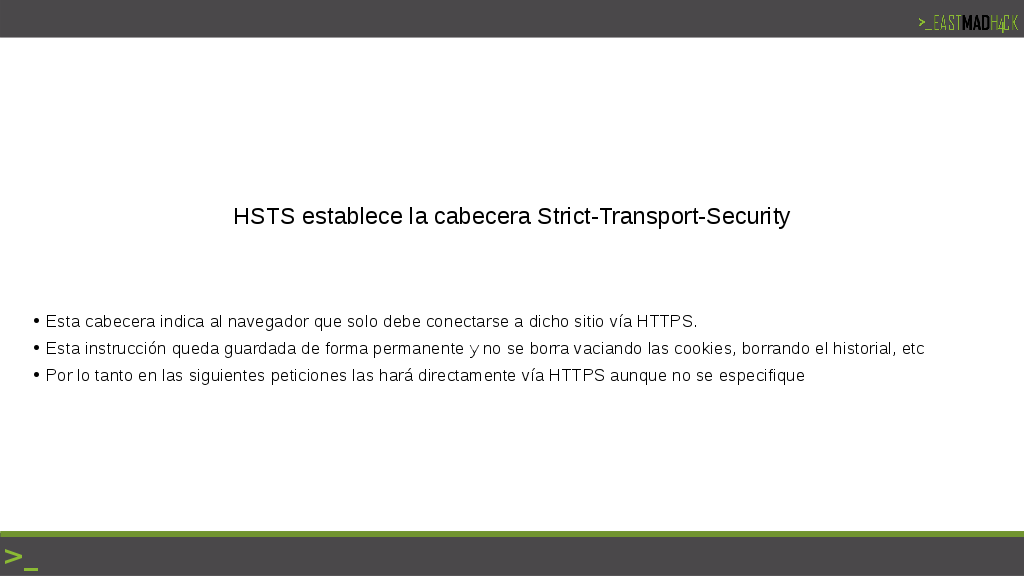 >_EASTMADH4CK
HSTS establece la cabecera Strict-Transport-Security
• Esta cabecera indica al navegador que solo debe conectarse a dicho sitio vía HTTPS.
• Esta instrucción queda guardada de forma permanente y no se borra vaciando las cookies, borrando el historial, etc
• Por lo tanto en las siguientes peticiones las hará directamente vía HTTPS aunque no se especifique
>_